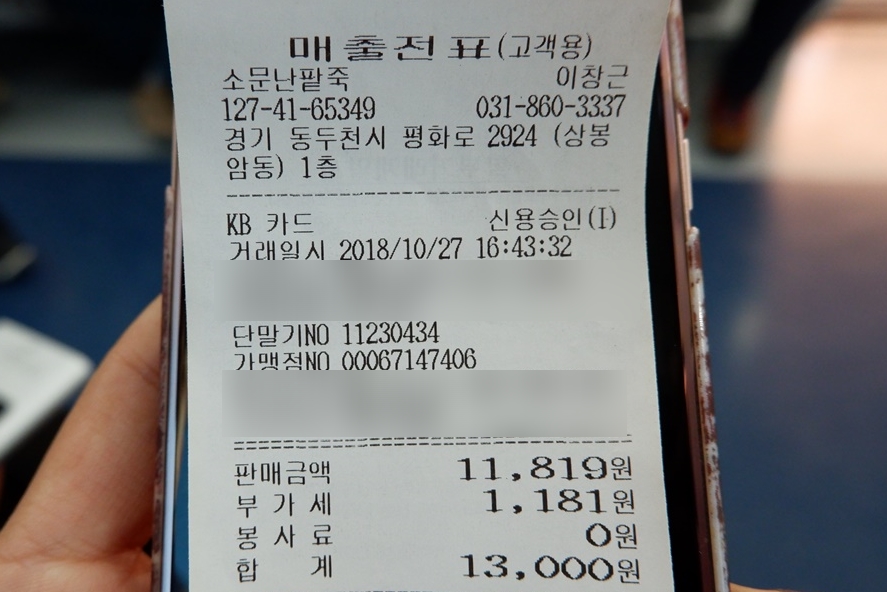 매출전표(고객용)
소문난팥죽 이창근
127-41-65349 031-860-3337
경기 동두천시 평화로 2924 (상봉
암동) 1층
KB 카드 신용승인(I)
거래일시 2018/10/27 16:43:32
단말기NO 11230434
가맹점NO 00067147406
판매금액 11,819원
부가세 1,181원
봉사료 0원
합 계 13,000원